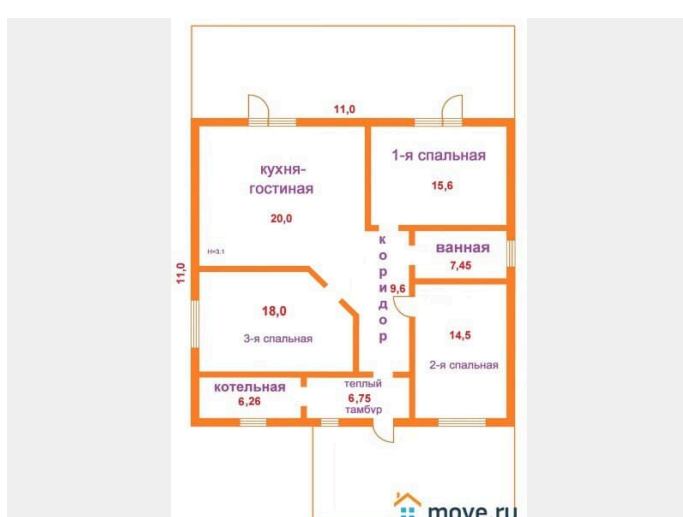 11,0
кухня-
гостиная
20,0
H=3.1
1-я спальная
15,6
11,0
коридор
9,6
ванная
7,45
18,0
3-я спальная
14,5
2-я спальная
котельная
6,26
теплый
6,75
тамбур
move.ru